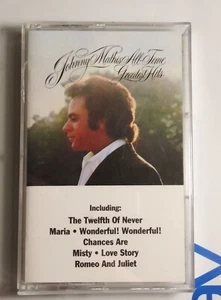 Johnny Mathis' All-Time
Greatest Hits
Including:
The Twelfth Of Never
Maria • Wonderful! Wonderful!
Chances Are
Misty • Love Story
Romeo And Juliet